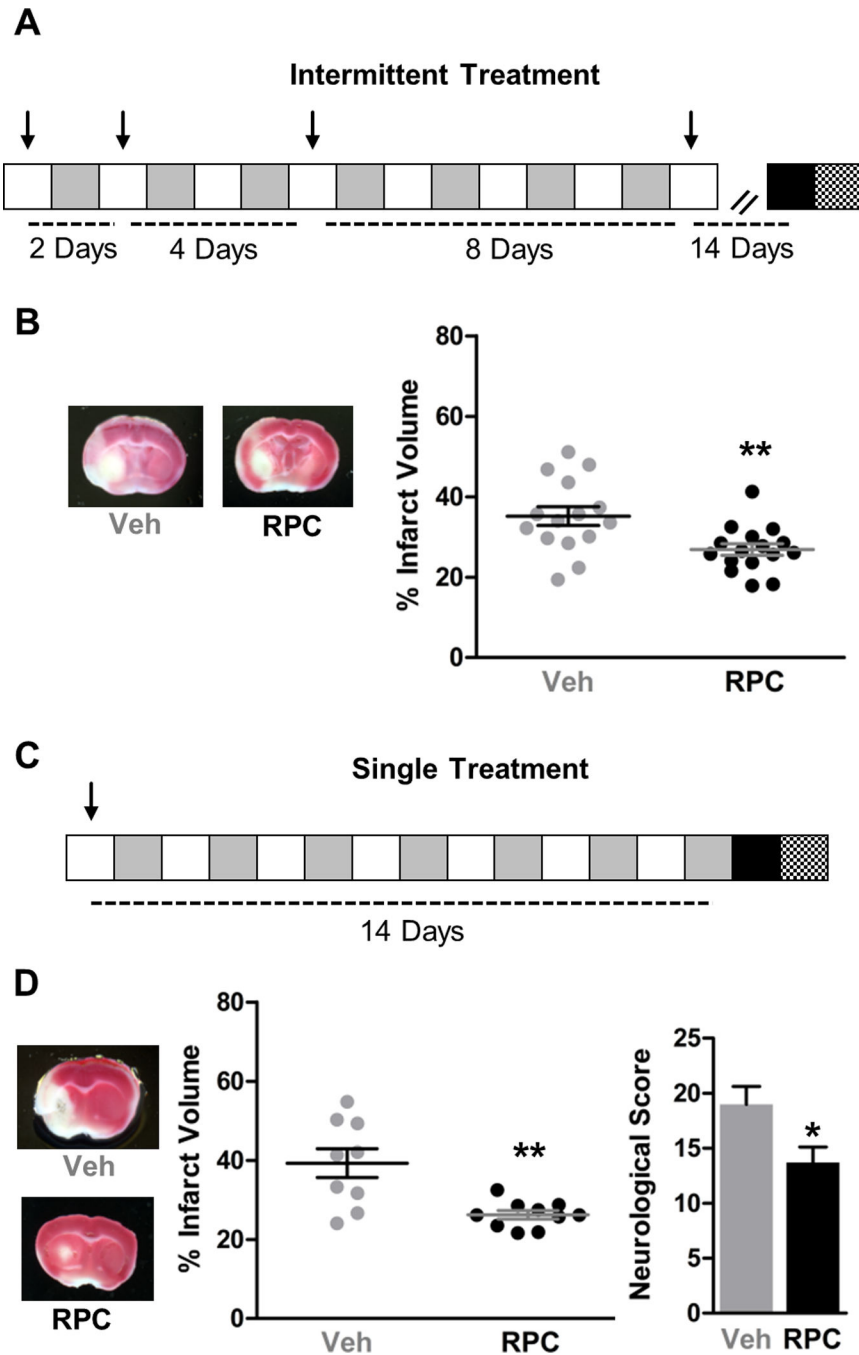 A
Intermittent Treatment
2 Days 4 Days 8 Days 14 Days
B
Veh RPC
% Infarct Volume
80
60
40
20
0
**
Veh RPC
C
Single Treatment
14 Days
D
Veh
RPC
% Infarct Volume
80
60
40
20
0
**
Veh RPC
Neurological Score
25
20
15
10
5
0
*
Veh RPC